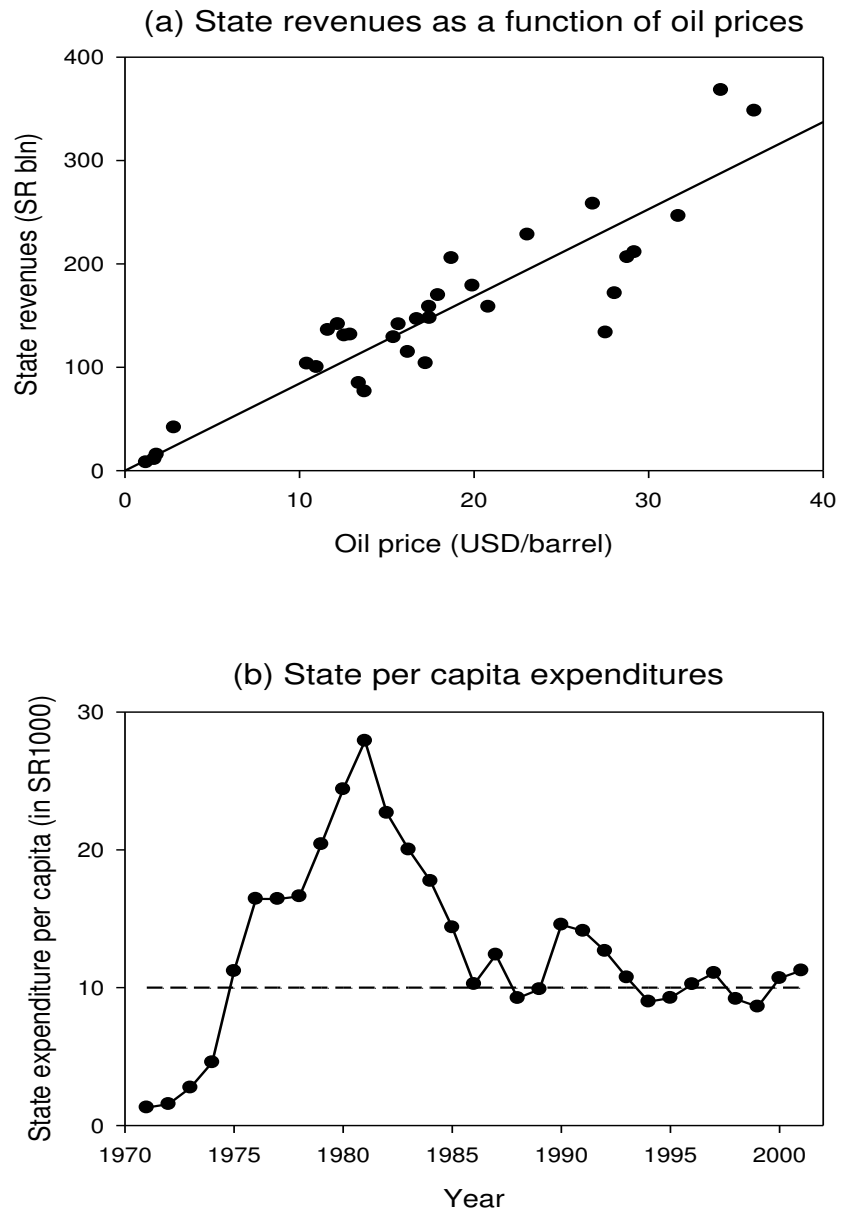 (a) State revenues as a function of oil prices
400
300
200
100
0
State revenues (SR bln)
0 10 20 30 40
Oil price (USD/barrel)
(b) State per capita expenditures
30
20
10
0
State expenditure per capita (in SR1000)
1970 1975 1980 1985 1990 1995 2000
Year